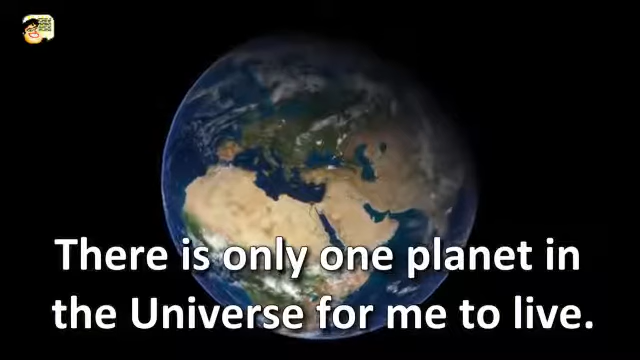 There is only one planet in
the Universe for me to live.